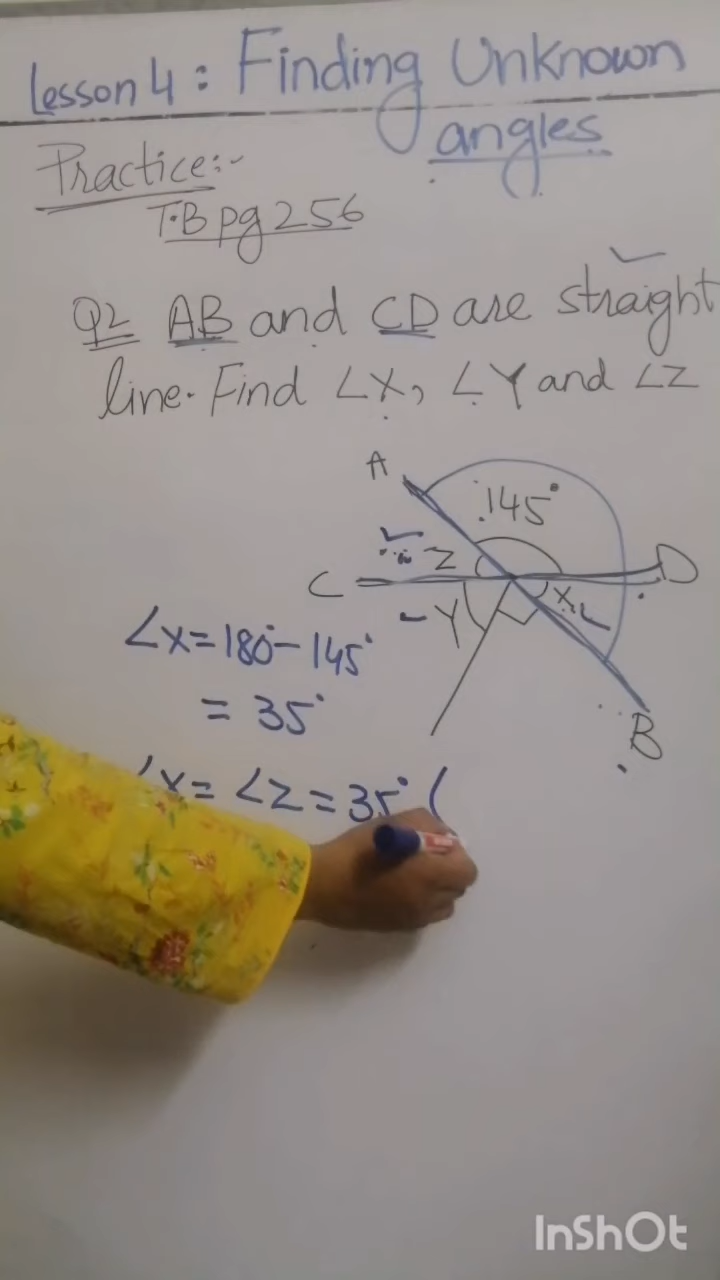 Lesson 4: Finding Unknown
angles
Practice:-
T.B pg 256
Q2 AB and CD are straight
line. Find ∠X, ∠Y and ∠Z
A
145°
Z
D
C
X
Y
∠X=180°-145°
= 35°
B
∠X= ∠Z=35° (
InShOt